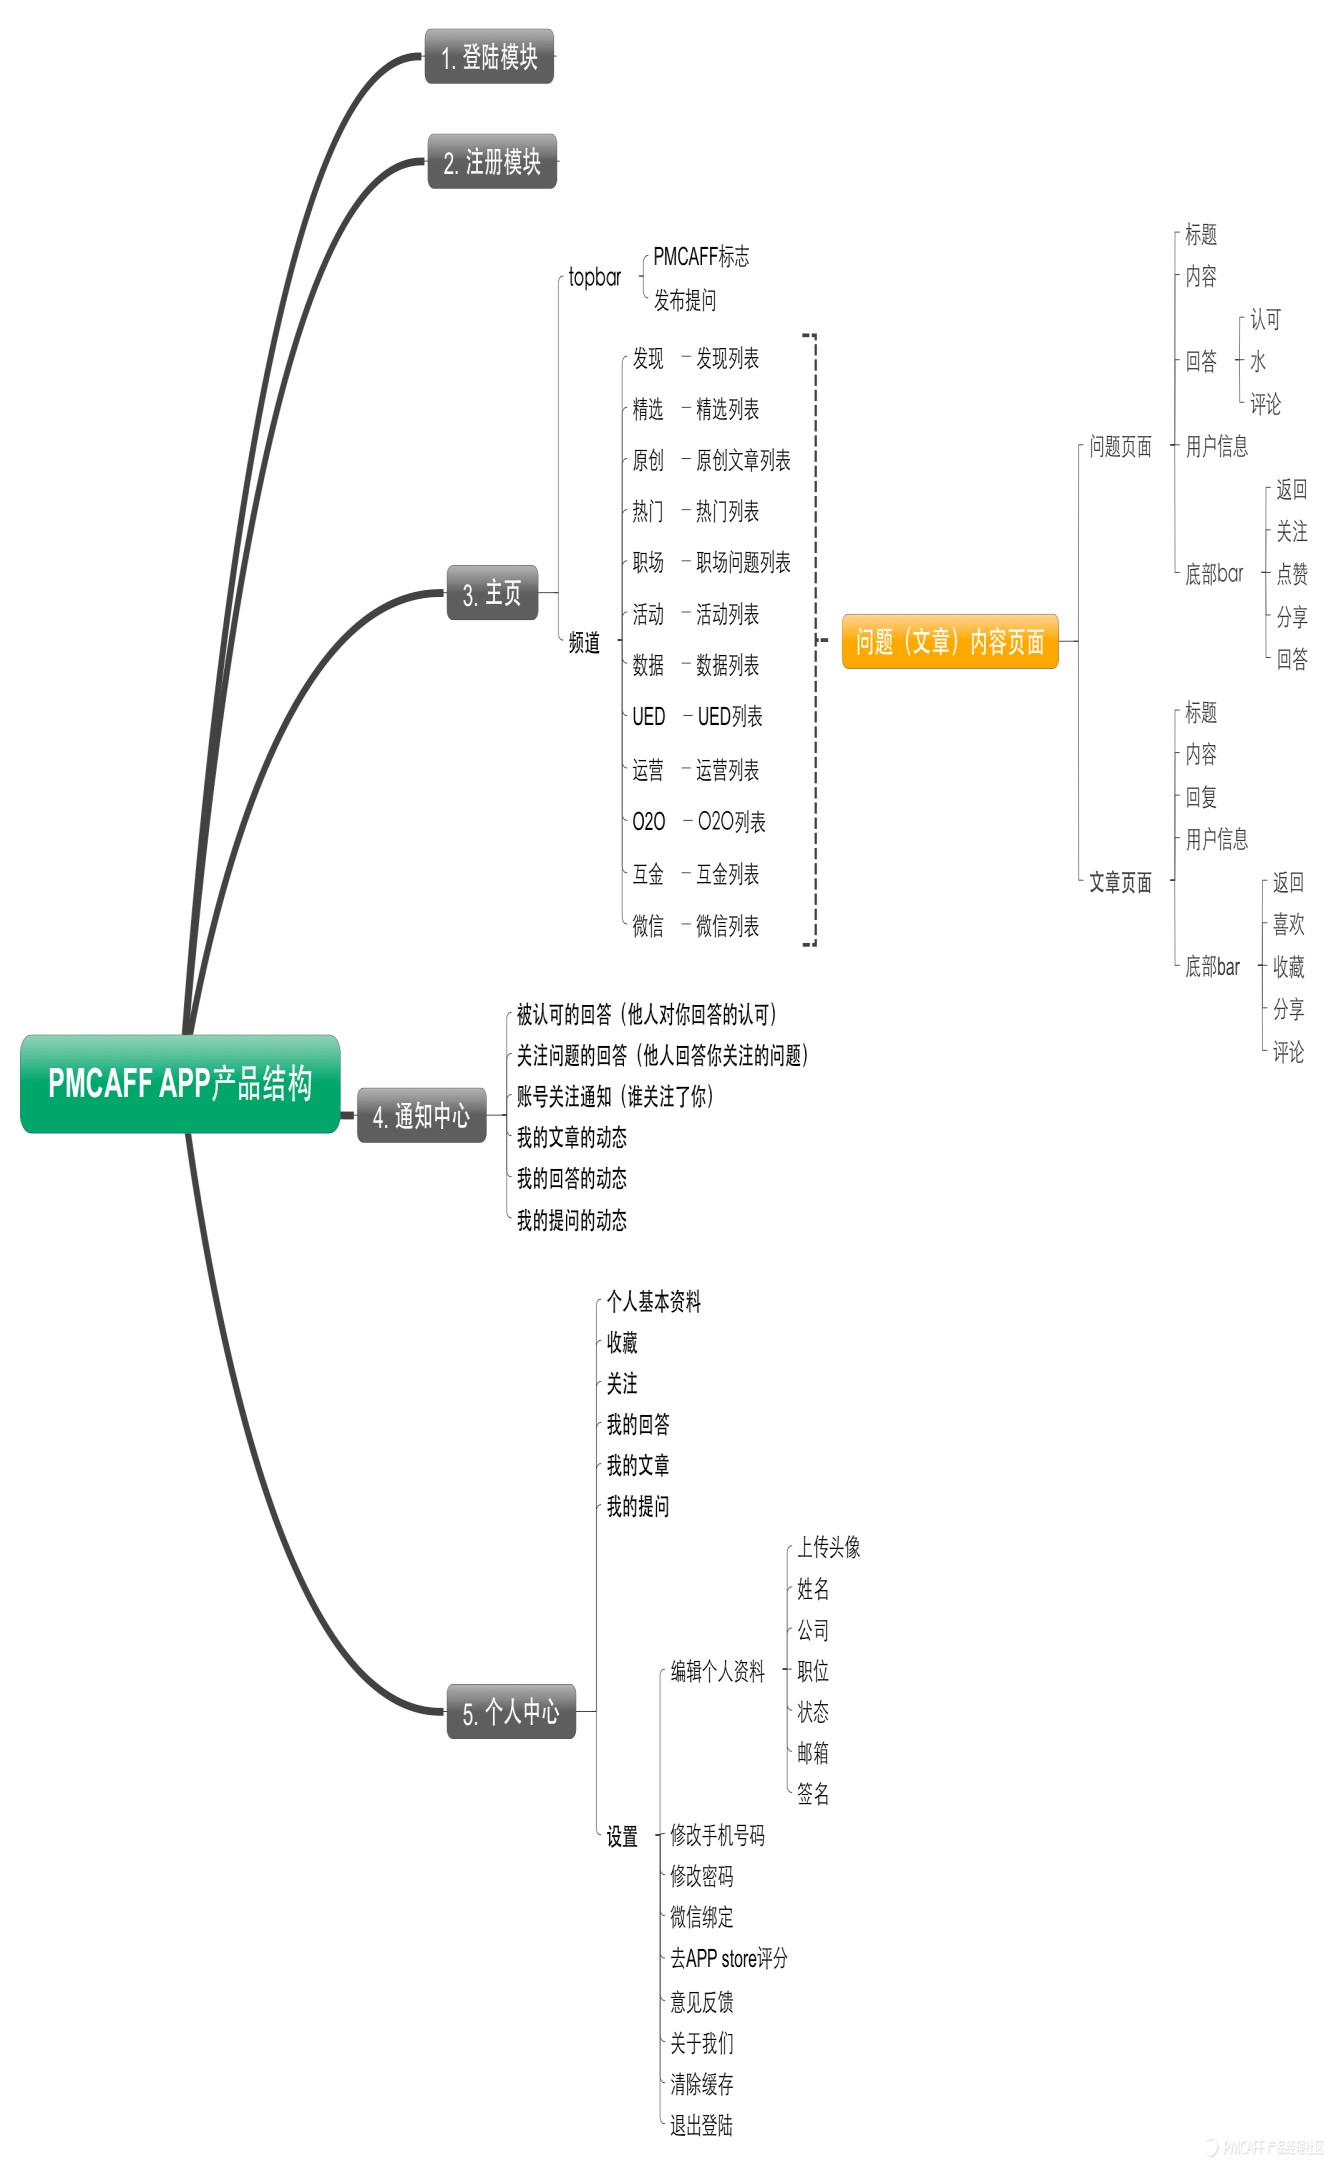 PMCAFF APP产品结构
1. 登陆模块
2. 注册模块
3. 主页
topbar
PMCAFF标志
发布提问
频道
发现
发现列表
精选
精选列表
原创
原创文章列表
热门
热门列表
职场
职场问题列表
活动
活动列表
数据
数据列表
UED
UED列表
运营
运营列表
O2O
O2O列表
互金
互金列表
微信
微信列表
问题（文章）内容页面
问题页面
标题
内容
回答
认可
水
评论
用户信息
底部bar
返回
关注
点赞
分享
回答
文章页面
标题
内容
回复
用户信息
底部bar
返回
喜欢
收藏
分享
评论
4. 通知中心
被认可的回答（他人对你回答的认可）
关注问题的回答（他人回答你关注的问题）
账号关注通知（谁关注了你）
我的文章的动态
我的回答的动态
我的提问的动态
5. 个人中心
个人基本资料
收藏
关注
我的回答
我的文章
我的提问
设置
编辑个人资料
上传头像
姓名
公司
职位
状态
邮箱
签名
修改手机号码
修改密码
微信绑定
去APP store评分
意见反馈
关于我们
清除缓存
退出登陆
PMCAFF 产品经理社区